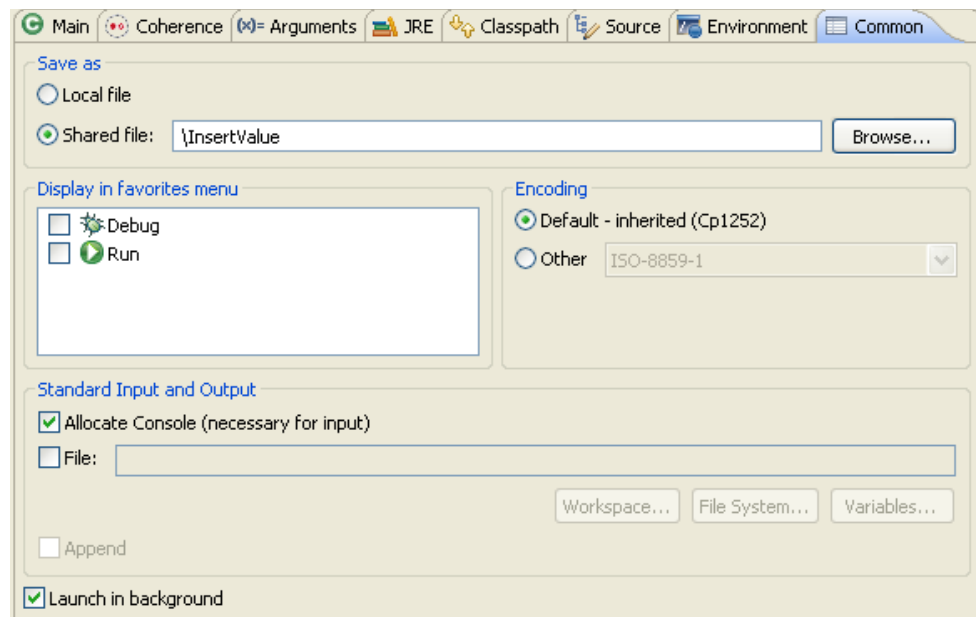 Main Coherence (x)= Arguments JRE Classpath Source Environment Common
Save as
Local file
Shared file: \InsertValue Browse...
Display in favorites menu
Debug
Run
Encoding
Default - inherited (Cp1252)
Other ISO-8859-1
Standard Input and Output
Allocate Console (necessary for input)
File:
Workspace... File System... Variables...
Append
Launch in background